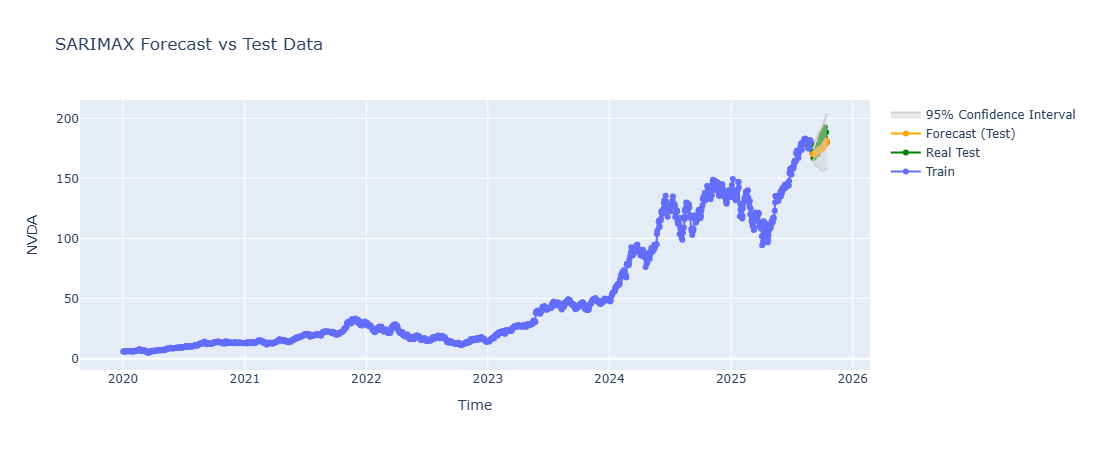 SARIMAX Forecast vs Test Data
200
150
100
50
0
NVDA
2020 2021 2022 2023 2024 2025 2026
Time
95% Confidence Interval
Forecast (Test)
Real Test
Train